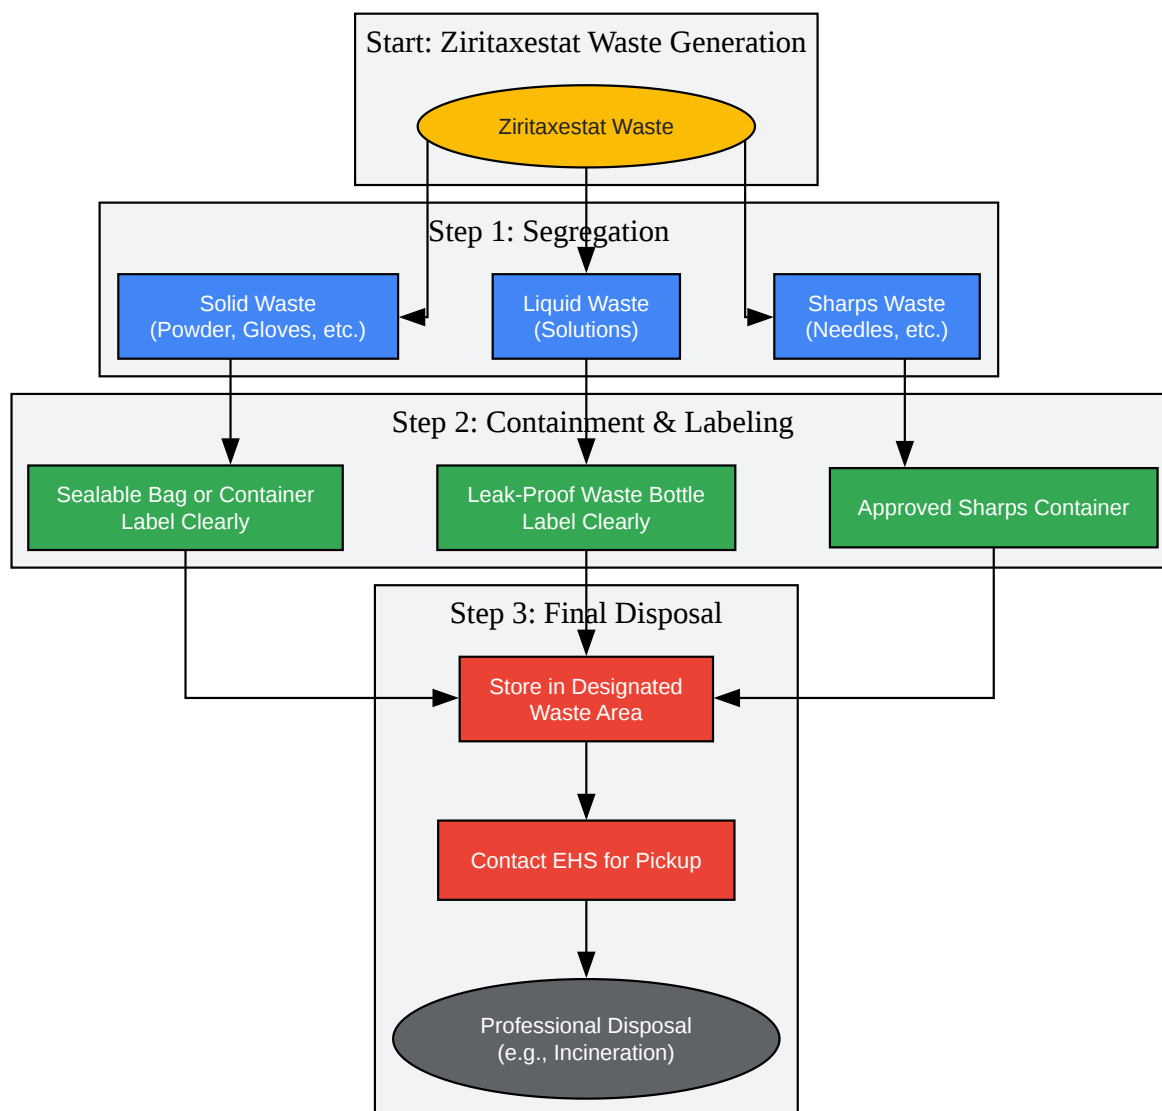 Start: Ziritaxestat Waste Generation
Ziritaxestat Waste
Step 1: Segregation
Solid Waste
(Powder, Gloves, etc.)
Liquid Waste
(Solutions)
Sharps Waste
(Needles, etc.)
Step 2: Containment & Labeling
Sealable Bag or Container
Label Clearly
Leak-Proof Waste Bottle
Label Clearly
Approved Sharps Container
Step 3: Final Disposal
Store in Designated
Waste Area
Contact EHS for Pickup
Professional Disposal
(e.g., Incineration)